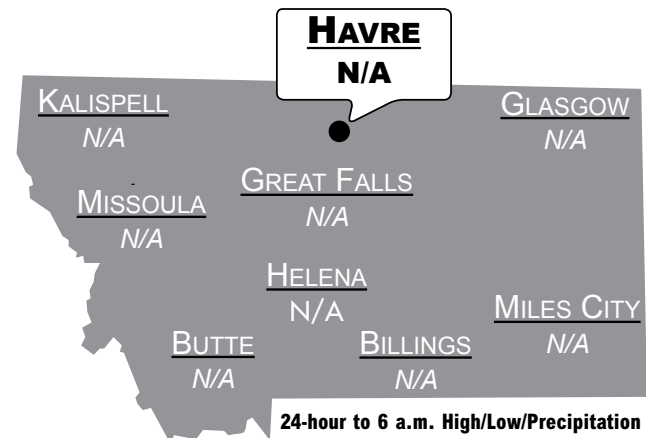 HAVRE
N/A
KALISPELL
N/A
GLASGOW
N/A
GREAT FALLS
N/A
MISSOULA
N/A
HELENA
N/A
MILES CITY
N/A
BUTTE
N/A
BILLINGS
N/A
24-hour to 6 a.m. High/Low/Precipitation